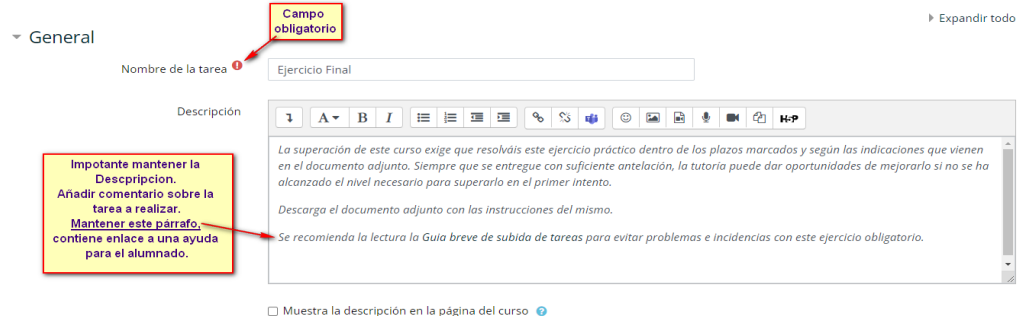 Campo
obligatorio
Expandir todo
General
Nombre de la tarea
Ejercicio Final
Descripción
A B I H-P
La superación de este curso exige que resolváis este ejercicio práctico dentro de los plazos marcados y según las indicaciones que vienen
en el documento adjunto. Siempre que se entregue con suficiente antelación, la tutoría puede dar oportunidades de mejorarlo si no se ha
alcanzado el nivel necesario para superarlo en el primer intento.
Descarga el documento adjunto con las instrucciones del mismo.
Se recomienda la lectura la Guia breve de subida de tareas para evitar problemas e incidencias con este ejercicio obligatorio.
Impotante mantener la
Descpripcion.
Añadir comentario sobre la
tarea a realizar.
Mantener este párrafo,
contiene enlace a una ayuda
para el alumnado.
Muestra la descripción en la página del curso